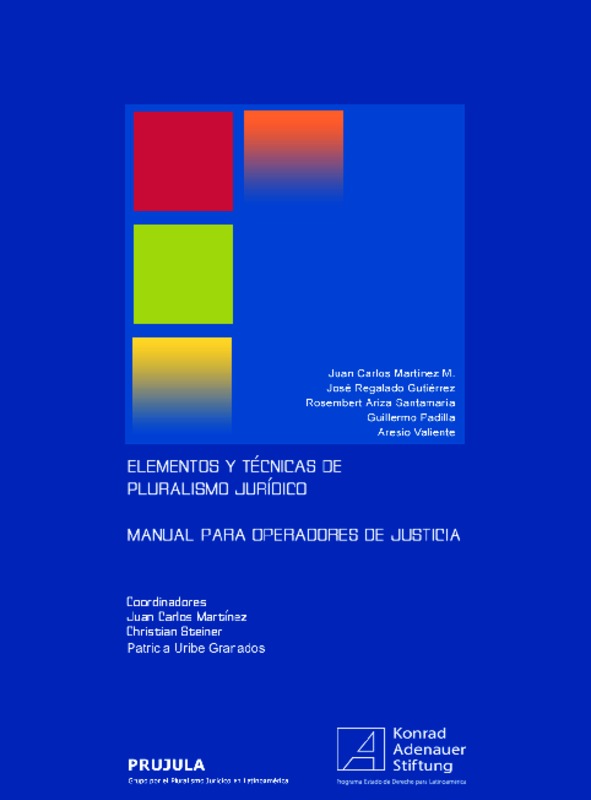 Juan Carlos Martínez M.
José Regalado Gutiérrez
Rosembert Ariza Santamaría
Guillermo Padilla
Aresio Valiente
ELEMENTOS Y TÉCNICAS DE
PLURALISMO JURÍDICO
MANUAL PARA OPERADORES DE JUSTICIA
Coordinadores
Juan Carlos Martínez
Christian Steiner
Patricia Uribe Granados
PRUJULA
Grupo por el Pluralismo Jurídico en Latinoamérica
Konrad
Adenauer
Stiftung
Programa Estado de Derecho para Latinoamérica